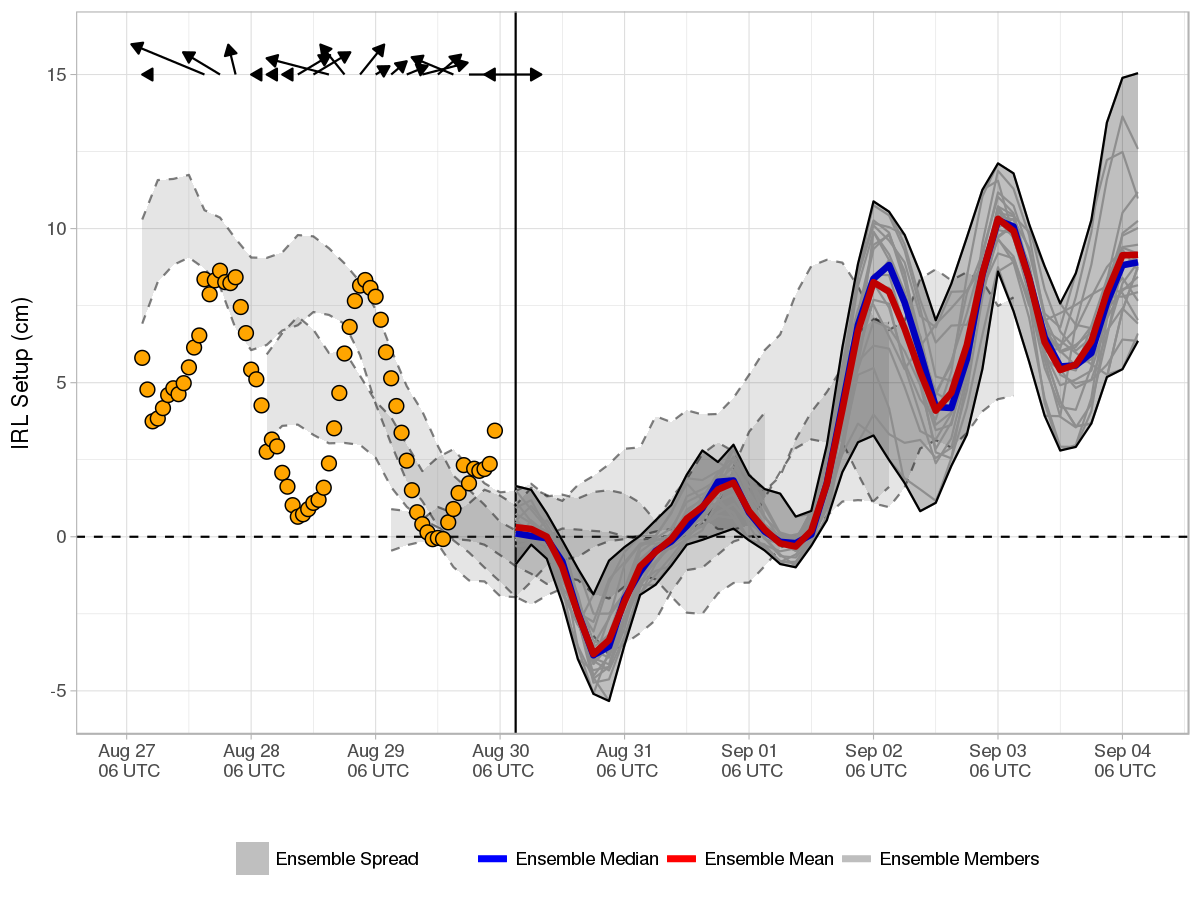 IRL Setup (cm)
15
10
5
0
-5
Aug 27 Aug 28 Aug 29 Aug 30 Aug 31 Sep 01 Sep 02 Sep 03 Sep 04
06 UTC 06 UTC 06 UTC 06 UTC 06 UTC 06 UTC 06 UTC 06 UTC 06 UTC
Ensemble Spread Ensemble Median Ensemble Mean Ensemble Members